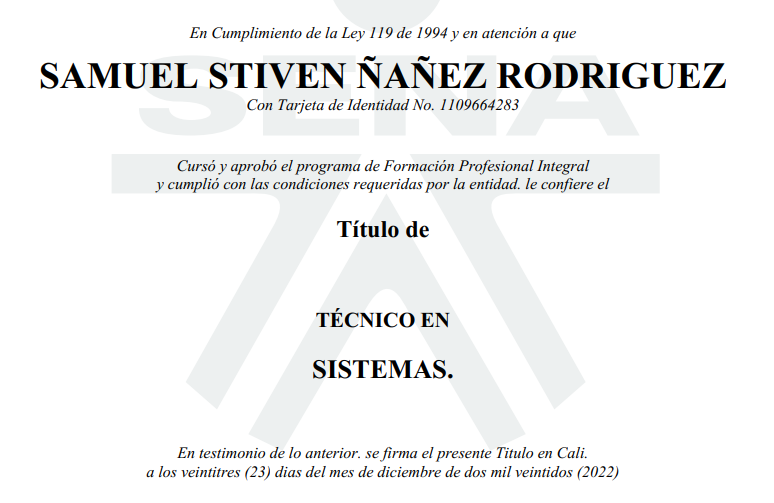 En Cumplimiento de la Ley 119 de 1994 y en atención a que
SENA
SAMUEL STIVEN ÑAÑEZ RODRIGUEZ
Con Tarjeta de Identidad No. 1109664283
Cursó y aprobó el programa de Formación Profesional Integral
y cumplió con las condiciones requeridas por la entidad. le confiere el
Título de
TÉCNICO EN
SISTEMAS.
En testimonio de lo anterior. se firma el presente Titulo en Cali.
a los veintitres (23) dias del mes de diciembre de dos mil veintidos (2022)